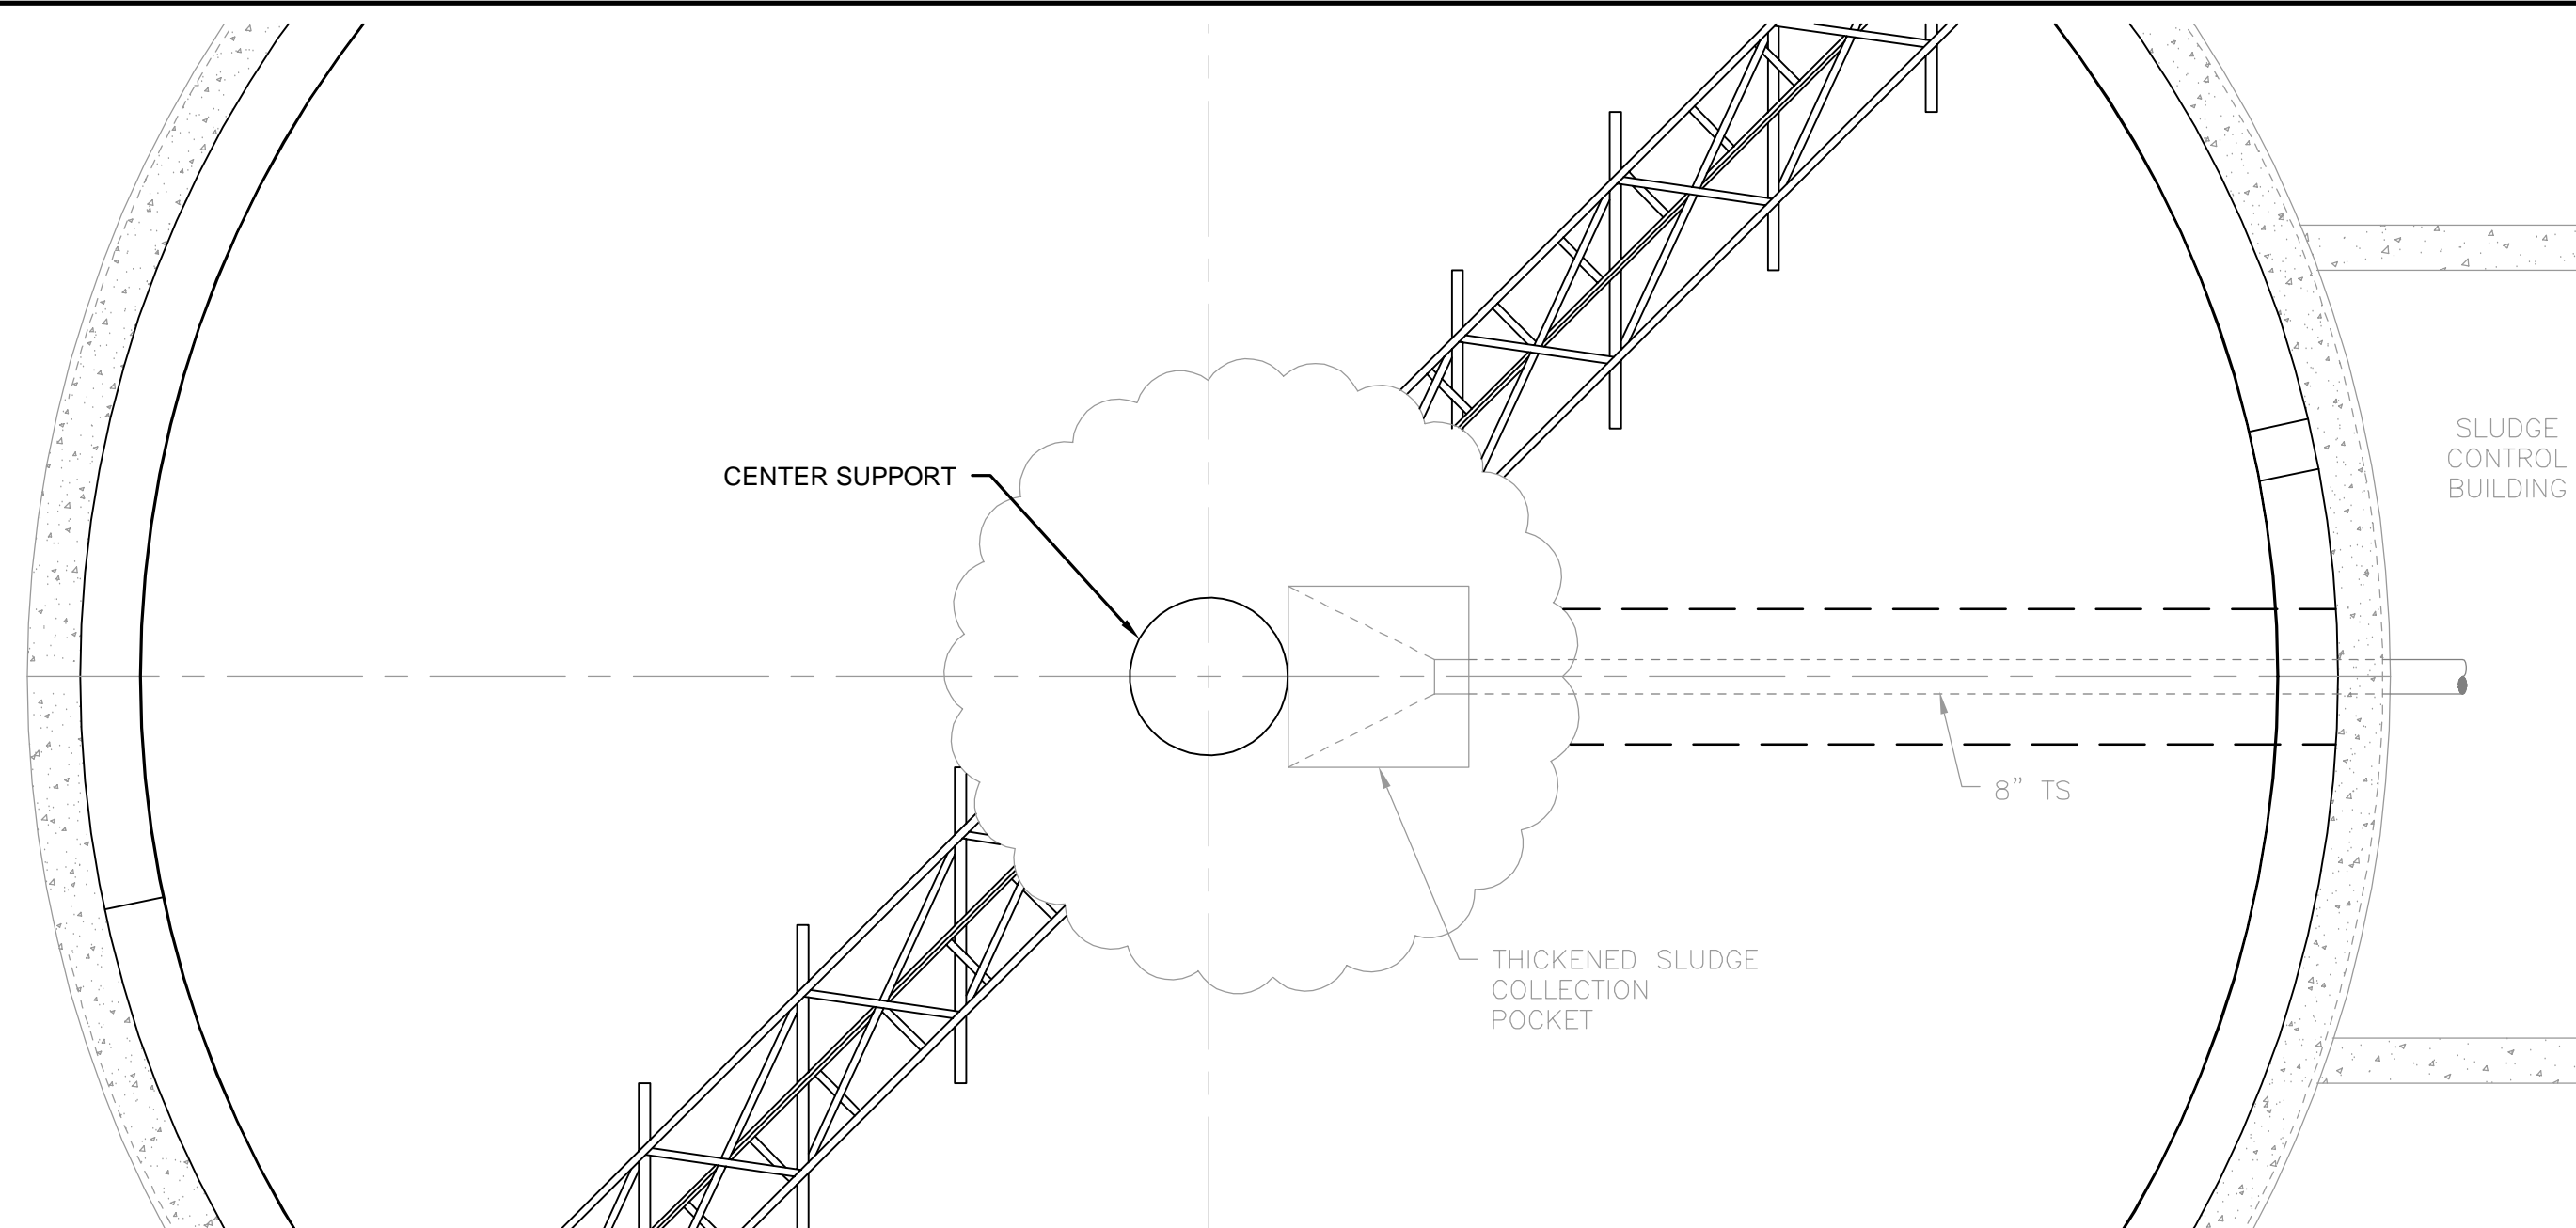 SLUDGE
CONTROL
BUILDING
CENTER SUPPORT
8” TS
THICKENED SLUDGE
COLLECTION
POCKET